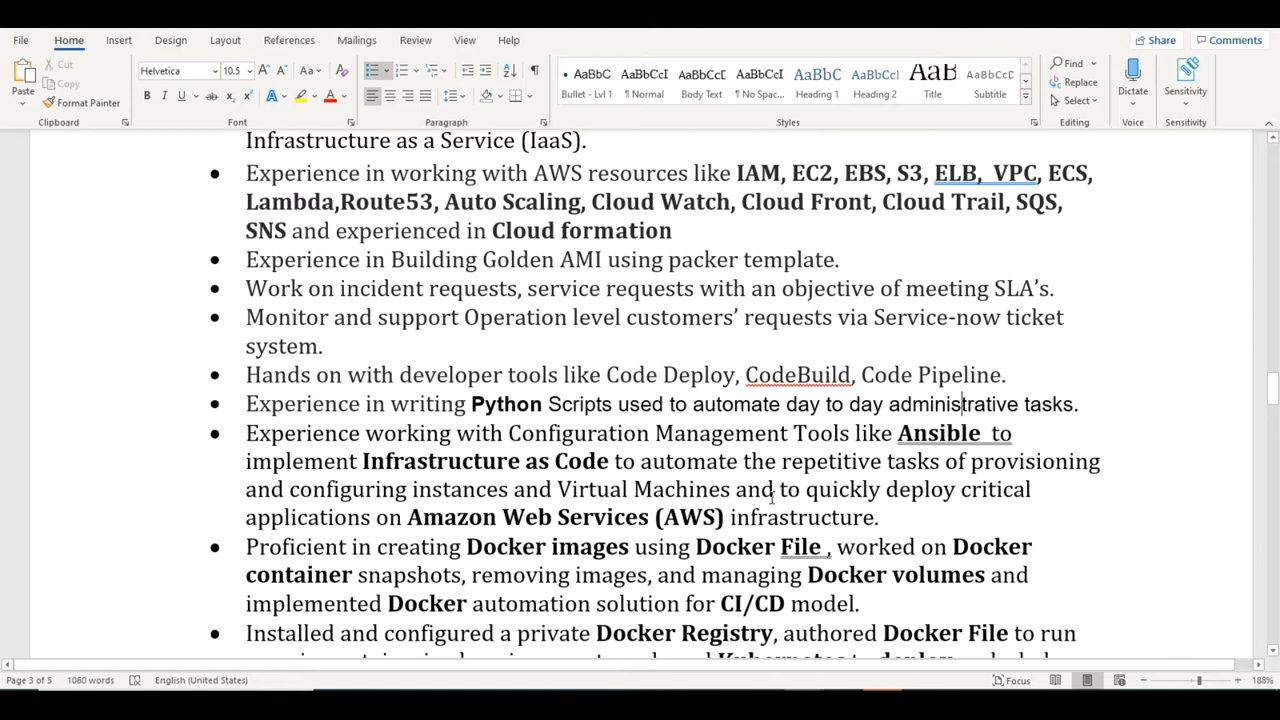 File Home Insert Design Layout References Mailings Review View Help Share Comments
Cut
Copy
Format Painter
Paste
Helvetica 10.5 Aa
B I U ab x₂ x² A A
AaBbC AaBbCcI AaBbCcD AaBbCcI AaBbC AaBbCcI AaB AaBbCcD
Bullet - Lvl 1 ¶ Normal Body Text ¶ No Spac... Heading 1 Heading 2 Title Subtitle
Find
Replace
Select
Dictate Sensitivity
Clipboard Font Paragraph Styles Editing Voice Sensitivity
Infrastructure as a Service (IaaS).
• Experience in working with AWS resources like IAM, EC2, EBS, S3, ELB, VPC, ECS,
Lambda,Route53, Auto Scaling, Cloud Watch, Cloud Front, Cloud Trail, SQS,
SNS and experienced in Cloud formation
• Experience in Building Golden AMI using packer template.
• Work on incident requests, service requests with an objective of meeting SLA’s.
• Monitor and support Operation level customers’ requests via Service-now ticket
system.
• Hands on with developer tools like Code Deploy, CodeBuild, Code Pipeline.
• Experience in writing Python Scripts used to automate day to day administrative tasks.
• Experience working with Configuration Management Tools like Ansible to
implement Infrastructure as Code to automate the repetitive tasks of provisioning
and configuring instances and Virtual Machines and to quickly deploy critical
applications on Amazon Web Services (AWS) infrastructure.
• Proficient in creating Docker images using Docker File , worked on Docker
container snapshots, removing images, and managing Docker volumes and
implemented Docker automation solution for CI/CD model.
• Installed and configured a private Docker Registry, authored Docker File to run
Page 3 of 5 1060 words English (United States) Focus 188%